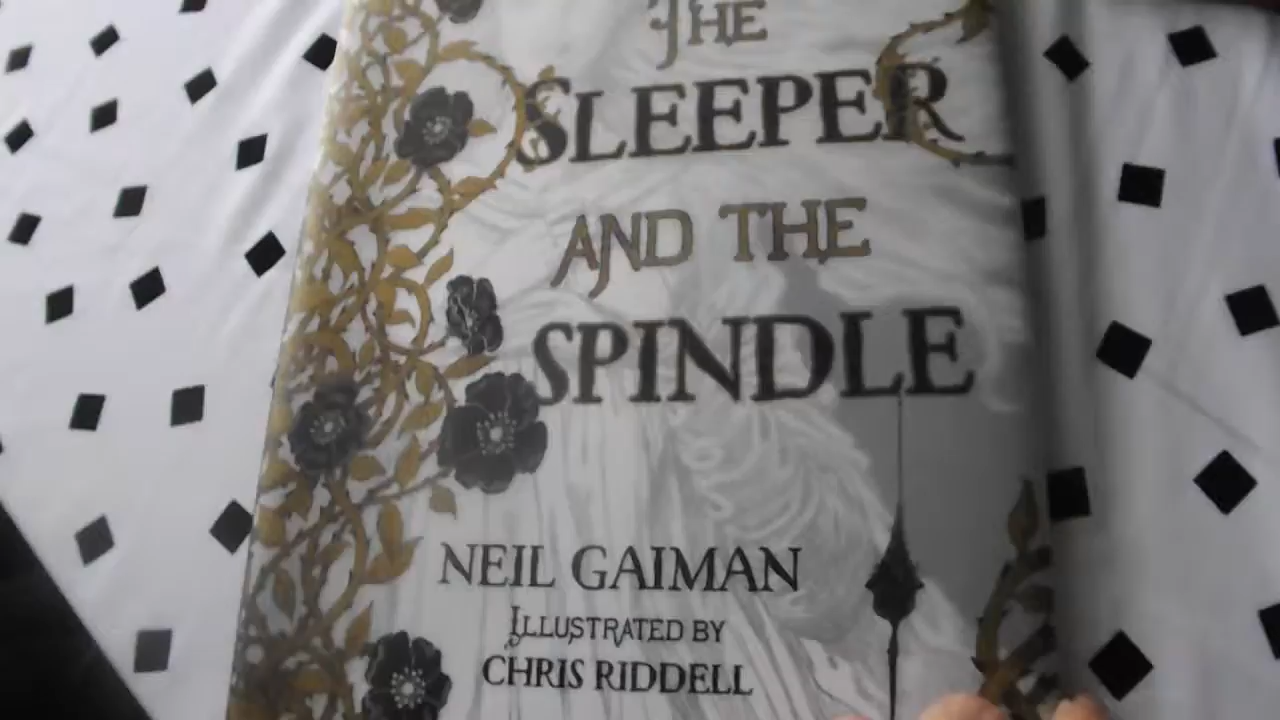 THE
SLEEPER
AND THE
SPINDLE
NEIL GAIMAN
ILLUSTRATED BY
CHRIS RIDDELL